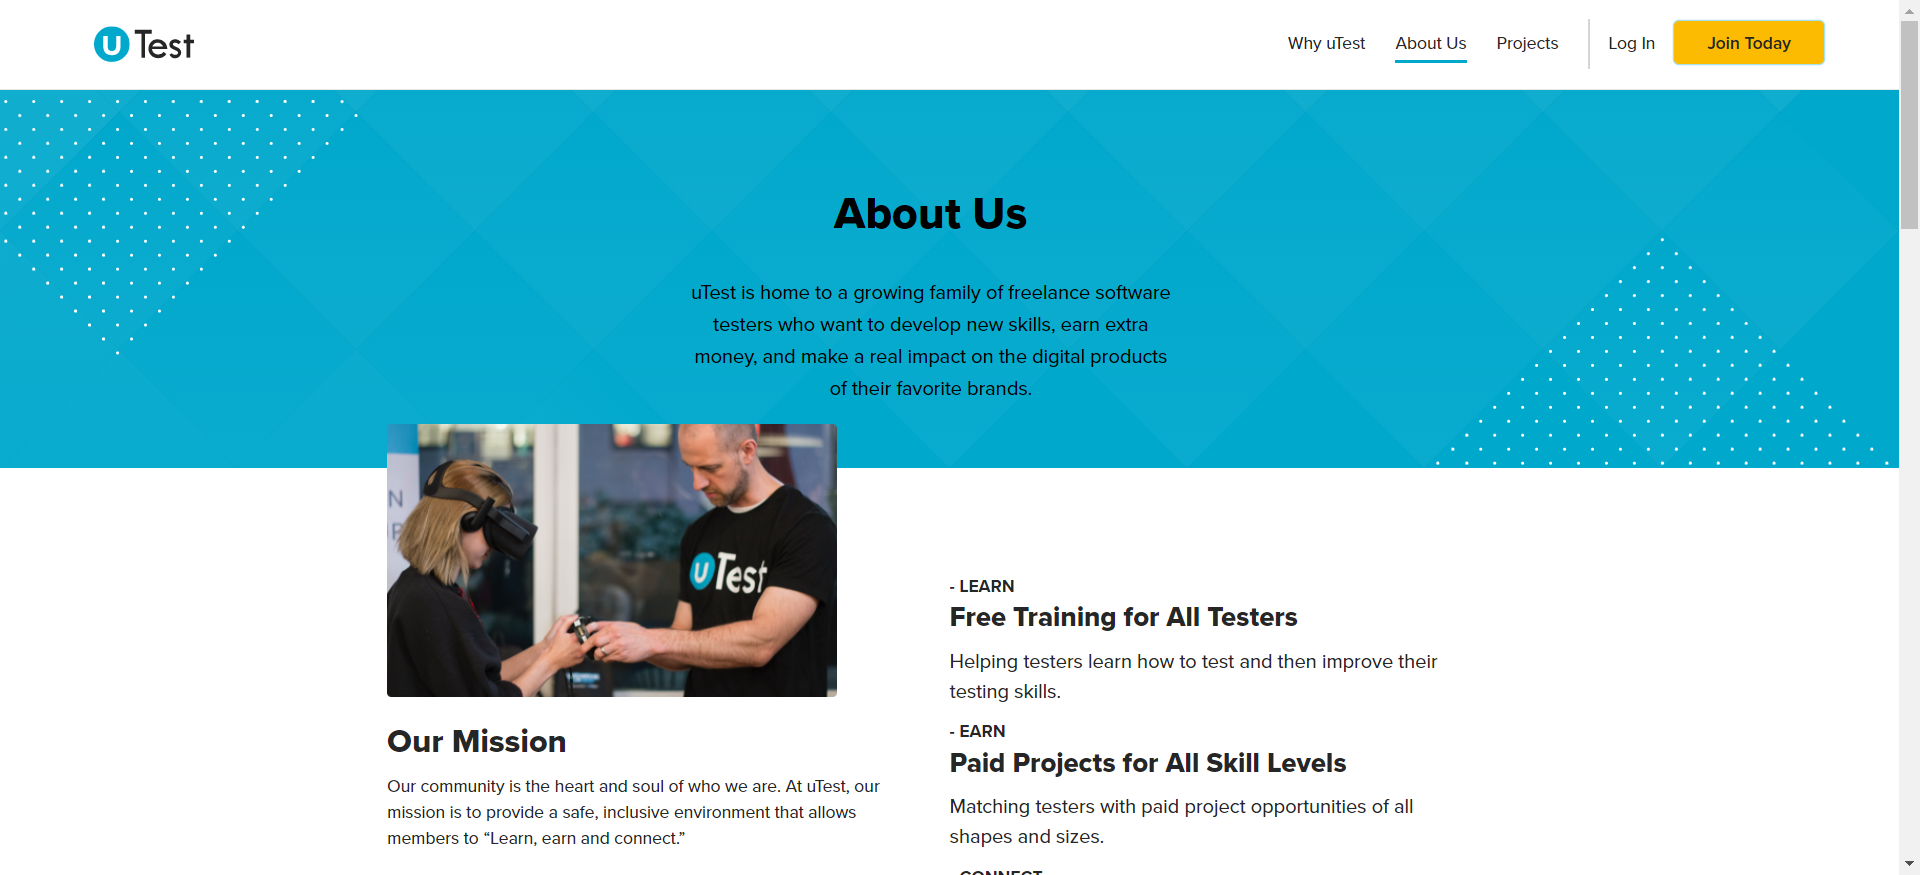 uTest
Why uTest
About Us
Projects
Log In
Join Today
About Us
uTest is home to a growing family of freelance software
testers who want to develop new skills, earn extra
money, and make a real impact on the digital products
of their favorite brands.
uTest
Our Mission
Our community is the heart and soul of who we are. At uTest, our
mission is to provide a safe, inclusive environment that allows
members to “Learn, earn and connect.”
- LEARN
Free Training for All Testers
Helping testers learn how to test and then improve their
testing skills.
- EARN
Paid Projects for All Skill Levels
Matching testers with paid project opportunities of all
shapes and sizes.
- CONNECT